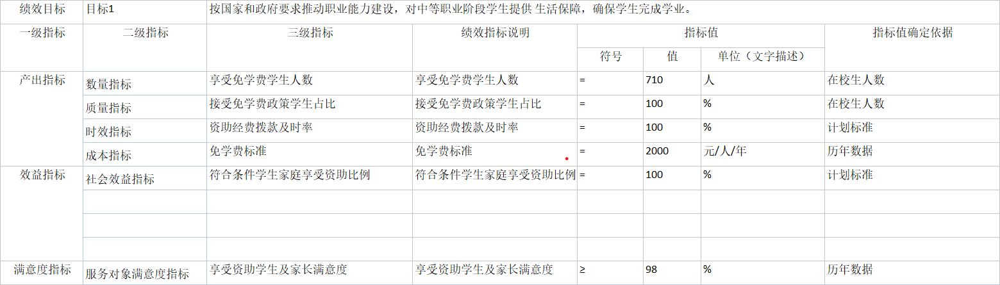 绩效目标 目标1 按国家和政府要求推动职业能力建设，对中等职业阶段学生提供 生活保障，确保学生完成学业。
一级指标 二级指标 三级指标 绩效指标说明 指标值 指标值确定依据
符号 值 单位（文字描述）
产出指标 数量指标 享受免学费学生人数 享受免学费学生人数 = 710 人 在校生人数
质量指标 接受免学费政策学生占比 接受免学费政策学生占比 = 100 % 在校生人数
时效指标 资助经费拨款及时率 资助经费拨款及时率 = 100 % 计划标准
成本指标 免学费标准 免学费标准 = 2000 元/人/年 历年数据
效益指标 社会效益指标 符合条件学生家庭享受资助比例 符合条件学生家庭享受资助比例 = 100 % 计划标准
满意度指标 服务对象满意度指标 享受资助学生及家长满意度 享受资助学生及家长满意度 ≥ 98 % 历年数据